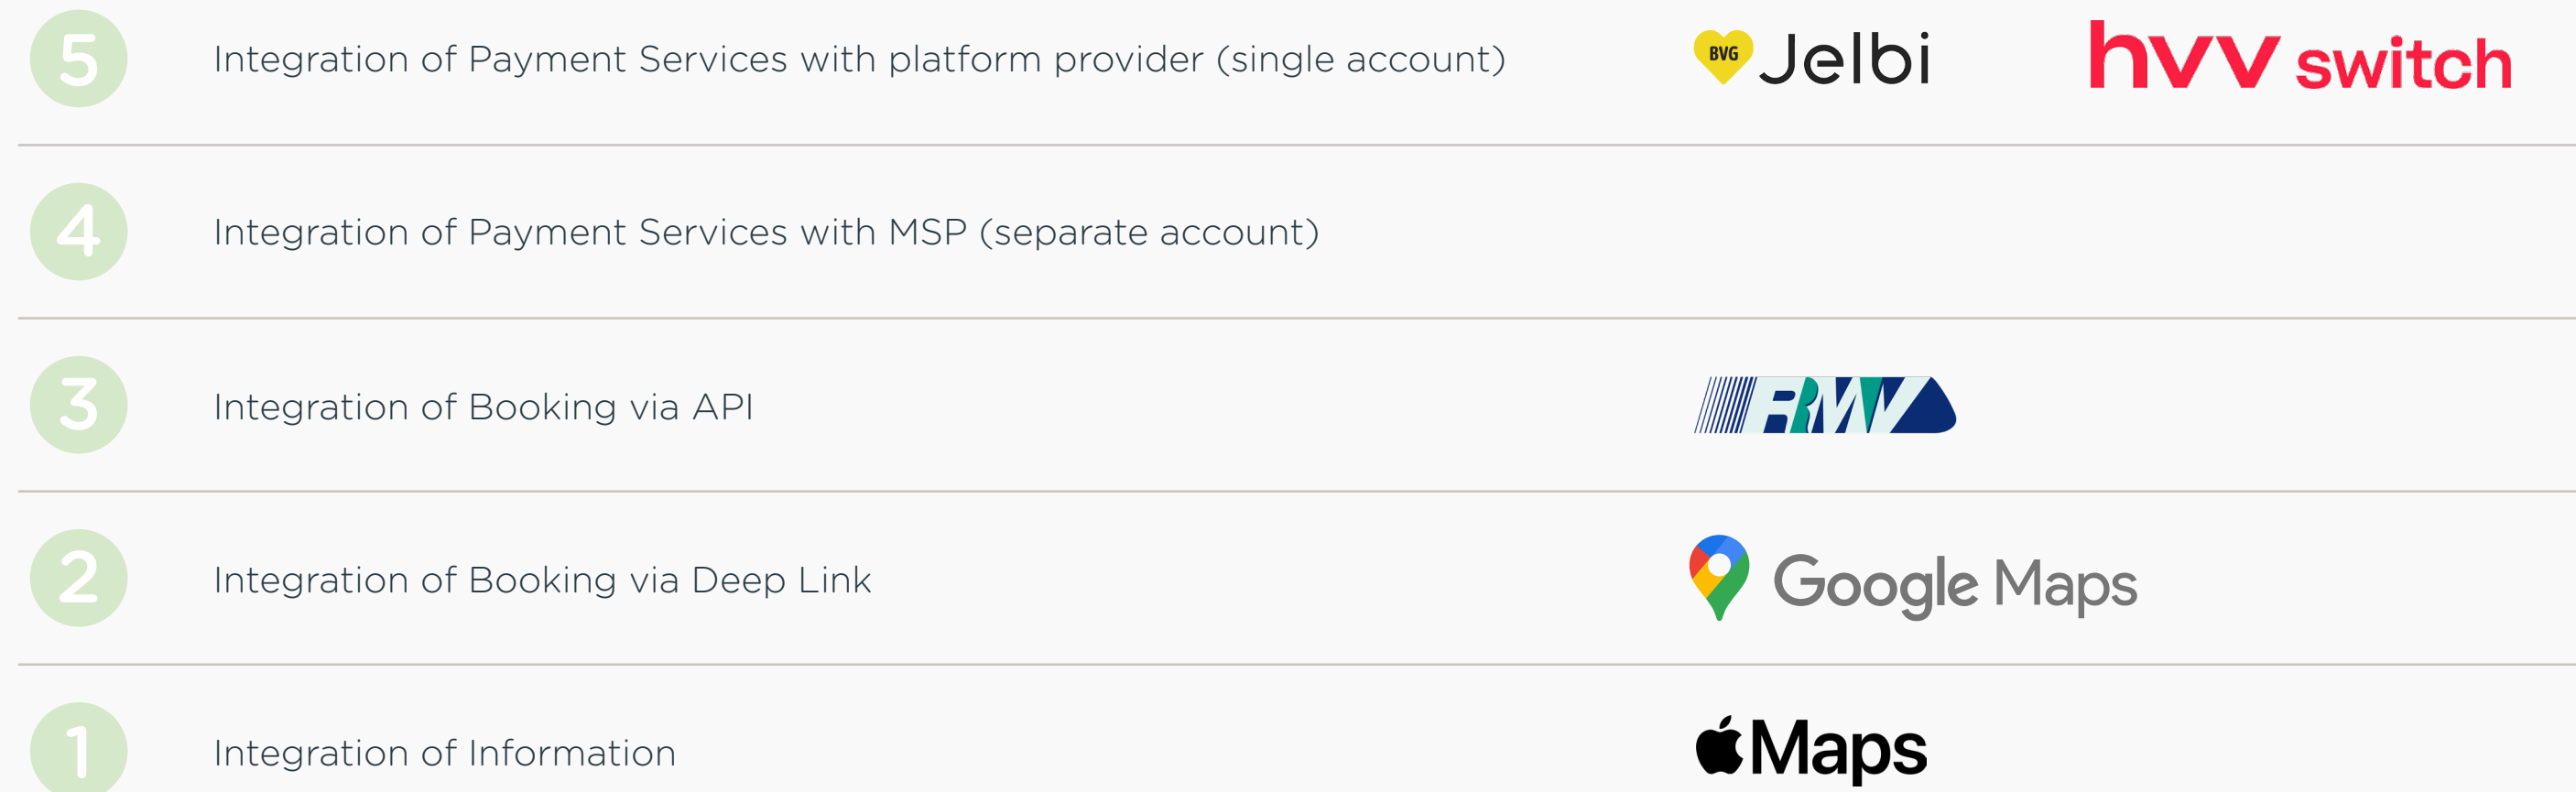 5 Integration of Payment Services with platform provider (single account) BVG Jelbi hvv switch
4 Integration of Payment Services with MSP (separate account)
3 Integration of Booking via API RMV
2 Integration of Booking via Deep Link Google Maps
1 Integration of Information Maps